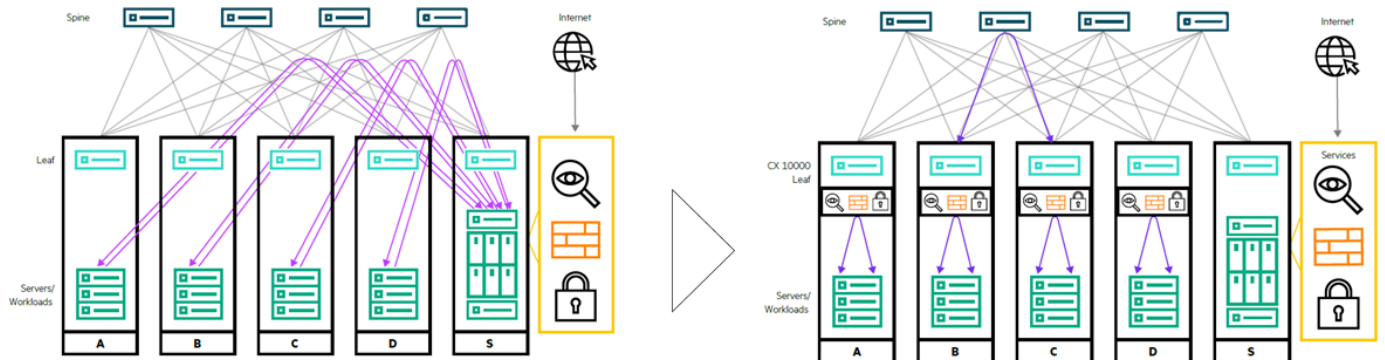 Spine
Internet
Leaf
Servers/
Workloads
A
B
C
D
S
Spine
Internet
CX 10000
Leaf
Services
Servers/
Workloads
A
B
C
D
S